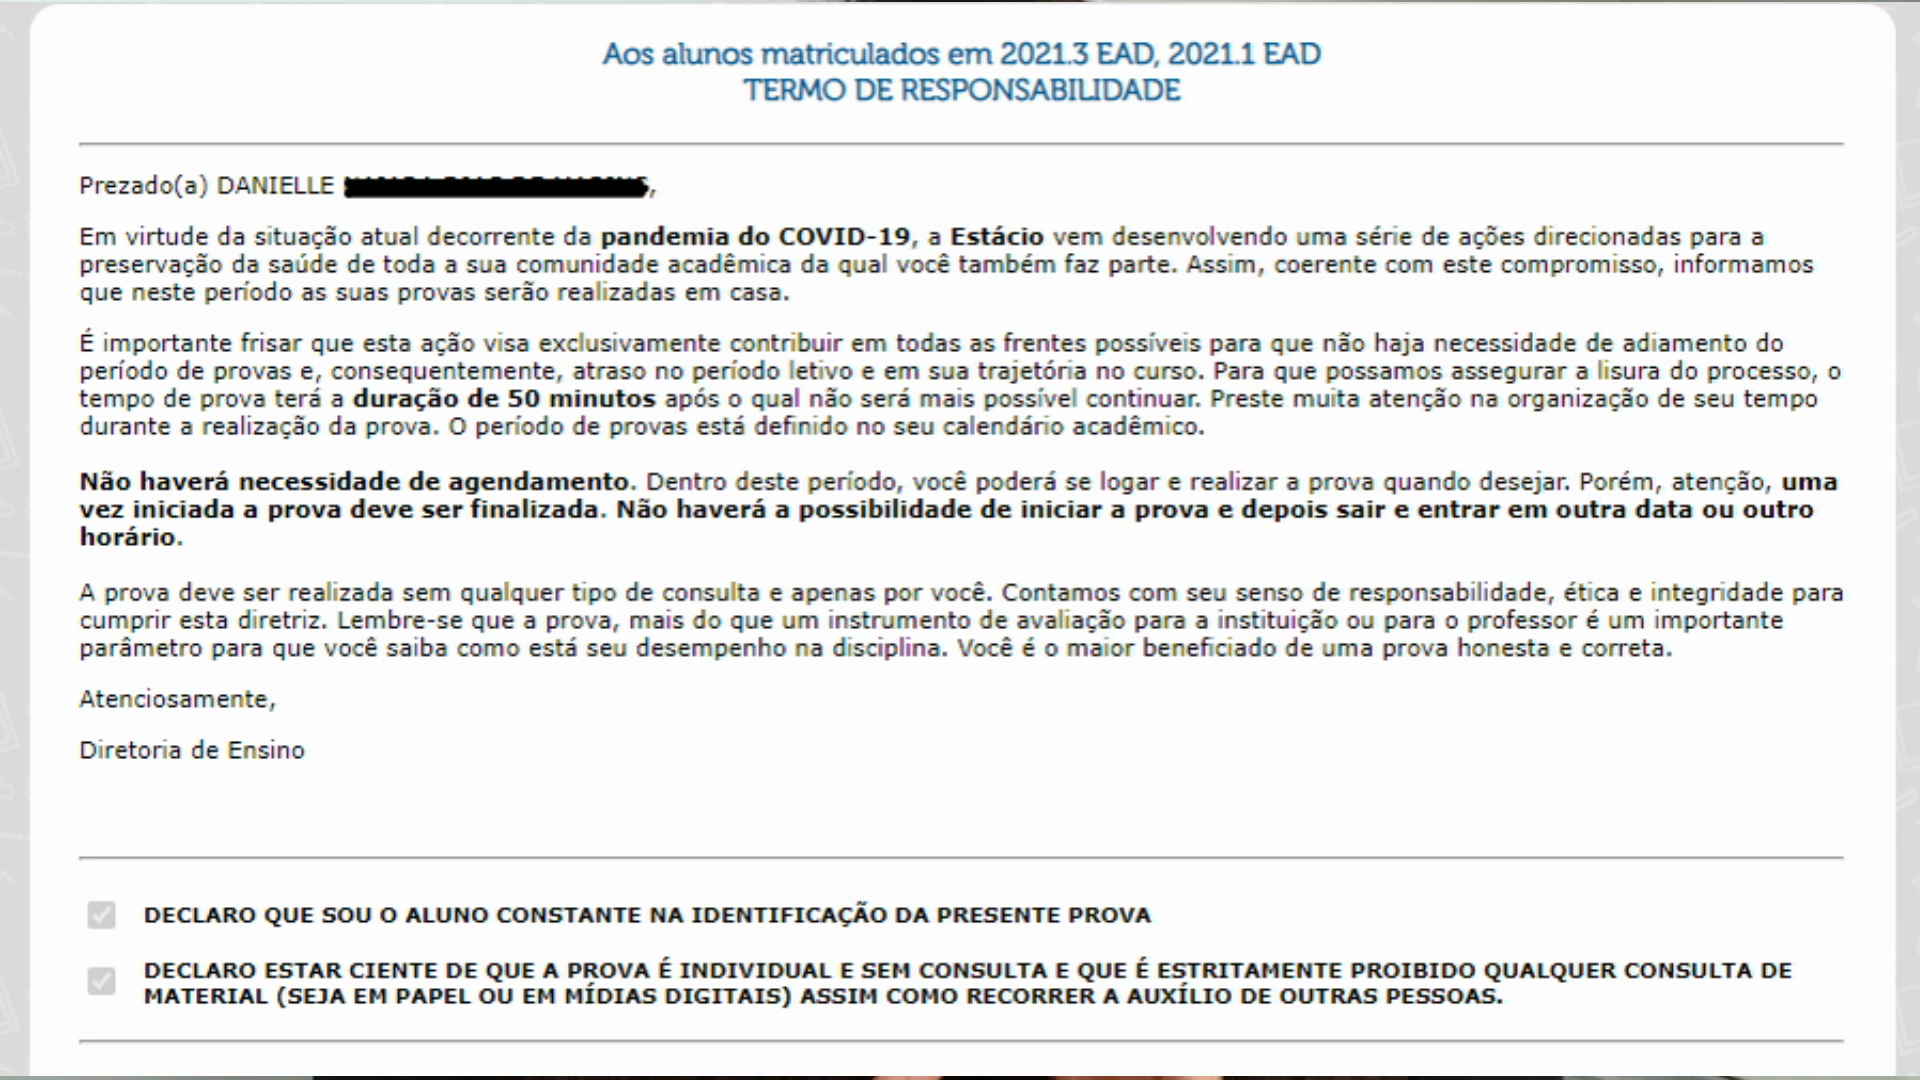 Aos alunos matriculados em 2021.3 EAD, 2021.1 EAD
TERMO DE RESPONSABILIDADE
Prezado(a) DANIELLE ,
Em virtude da situação atual decorrente da pandemia do COVID-19, a Estácio vem desenvolvendo uma série de ações direcionadas para a
preservação da saúde de toda a sua comunidade acadêmica da qual você também faz parte. Assim, coerente com este compromisso, informamos
que neste período as suas provas serão realizadas em casa.
É importante frisar que esta ação visa exclusivamente contribuir em todas as frentes possíveis para que não haja necessidade de adiamento do
período de provas e, consequentemente, atraso no período letivo e em sua trajetória no curso. Para que possamos assegurar a lisura do processo, o
tempo de prova terá a duração de 50 minutos após o qual não será mais possível continuar. Preste muita atenção na organização de seu tempo
durante a realização da prova. O período de provas está definido no seu calendário acadêmico.
Não haverá necessidade de agendamento. Dentro deste período, você poderá se logar e realizar a prova quando desejar. Porém, atenção, uma
vez iniciada a prova deve ser finalizada. Não haverá a possibilidade de iniciar a prova e depois sair e entrar em outra data ou outro
horário.
A prova deve ser realizada sem qualquer tipo de consulta e apenas por você. Contamos com seu senso de responsabilidade, ética e integridade para
cumprir esta diretriz. Lembre-se que a prova, mais do que um instrumento de avaliação para a instituição ou para o professor é um importante
parâmetro para que você saiba como está seu desempenho na disciplina. Você é o maior beneficiado de uma prova honesta e correta.
Atenciosamente,
Diretoria de Ensino
DECLARO QUE SOU O ALUNO CONSTANTE NA IDENTIFICAÇÃO DA PRESENTE PROVA
DECLARO ESTAR CIENTE DE QUE A PROVA É INDIVIDUAL E SEM CONSULTA E QUE É ESTRITAMENTE PROIBIDO QUALQUER CONSULTA DE
MATERIAL (SEJA EM PAPEL OU EM MÍDIAS DIGITAIS) ASSIM COMO RECORRER A AUXÍLIO DE OUTRAS PESSOAS.